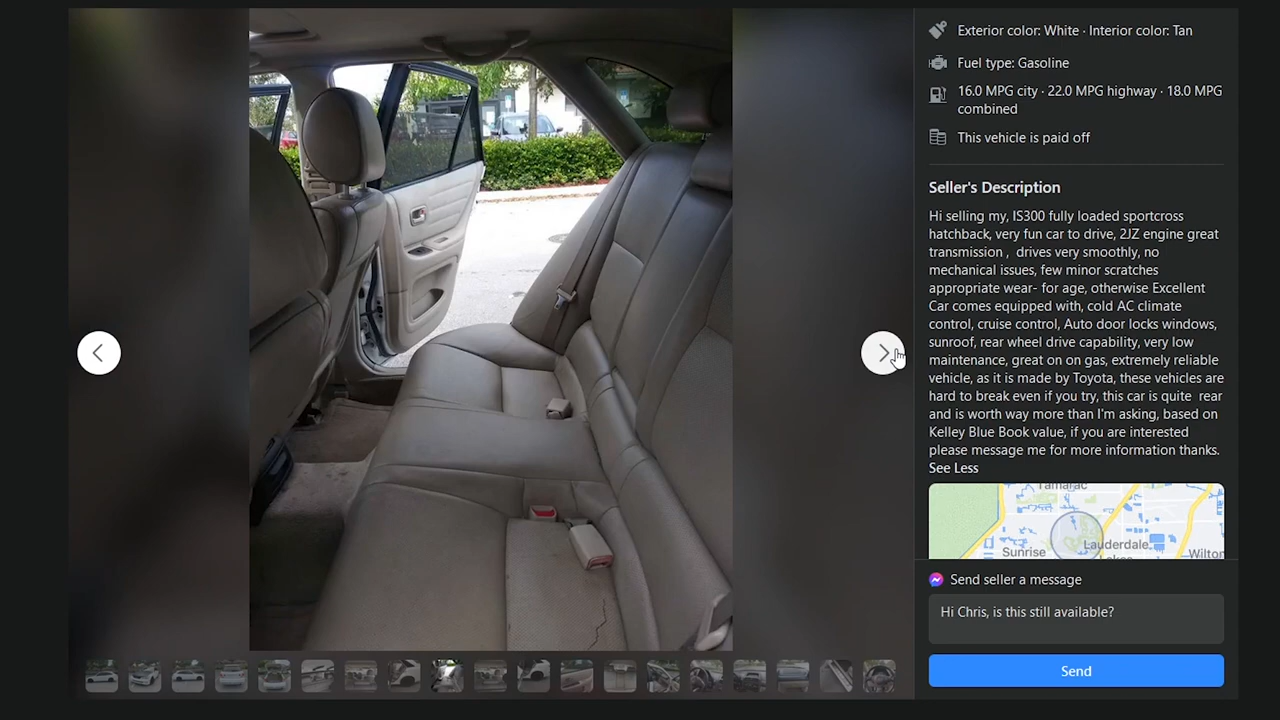 Exterior color: White · Interior color: Tan
Fuel type: Gasoline
16.0 MPG city · 22.0 MPG highway · 18.0 MPG
combined
This vehicle is paid off
Seller's Description
Hi selling my, IS300 fully loaded sportcross
hatchback, very fun car to drive, 2JZ engine great
transmission , drives very smoothly, no
mechanical issues, few minor scratches
appropriate wear- for age, otherwise Excellent
Car comes equipped with, cold AC climate
control, cruise control, Auto door locks windows,
sunroof, rear wheel drive capability, very low
maintenance, great on on gas, extremely reliable
vehicle, as it is made by Toyota, these vehicles are
hard to break even if you try, this car is quite rear
and is worth way more than I'm asking, based on
Kelley Blue Book value, if you are interested
please message me for more information thanks.
See Less
Tamarac
Lauderdale
Sunrise
Lakes
Wilton
Send seller a message
Hi Chris, is this still available?
Send